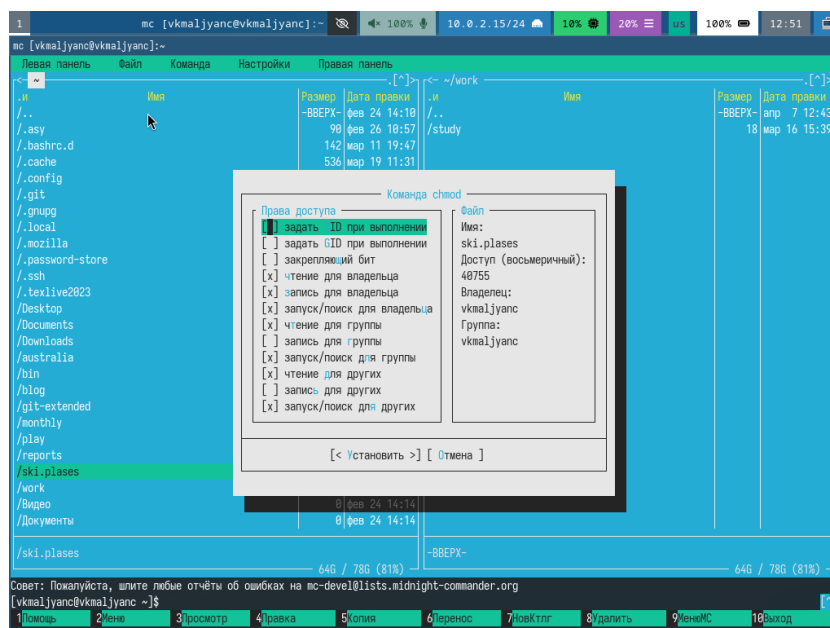 1 mc [vkmaljyanc@vkmaljyanc]:~ 100% 10.0.2.15/24 10% 20% us 100% 12:51
mc [vkmaljyanc@vkmaljyanc]:~
Левая панель Файл Команда Настройки Правая панель
<- ~ .[^]> <- ~/work .[^]>
.и Имя Размер Дата правки .и Имя Размер Дата правки
/.. -ВВЕРХ- фев 24 14:10 /.. -ВВЕРХ- апр 7 12:43
/.asy 90 фев 26 10:57 /study 18 мар 16 15:39
/.bashrc.d 142 мар 11 19:47
/.cache 536 мар 19 11:31
/.config
/.git
/.gnupg
/.local
/.mozilla
/.password-store
/.ssh
/.texlive2023
/Desktop
/Documents
/Downloads
/australia
/bin
/blog
/git-extended
/monthly
/play
/reports
/ski.plases
/work
/Видео 0 фев 24 14:14
/Документы 0 фев 24 14:14
/ski.plases -ВВЕРХ-
64G / 78G (81%) 64G / 78G (81%)
Команда chmod
Права доступа
[ ] задать ID при выполнении
[ ] задать GID при выполнении
[ ] закрепляющий бит
[x] чтение для владельца
[x] запись для владельца
[x] запуск/поиск для владельца
[x] чтение для группы
[ ] запись для группы
[x] запуск/поиск для группы
[x] чтение для других
[ ] запись для других
[x] запуск/поиск для других
Файл
Имя:
ski.plases
Доступ (восьмеричный):
40755
Владелец:
vkmaljyanc
Группа:
vkmaljyanc
[< Установить >] [ Отмена ]
Совет: Пожалуйста, шлите любые отчёты об ошибках на mc-devel@lists.midnight-commander.org
[vkmaljyanc@vkmaljyanc ~]$ [^
1Помощь 2Меню 3Просмотр 4Правка 5Копия 6Перенос 7НовКтлг 8Удалить 9МенюMC 10Выход